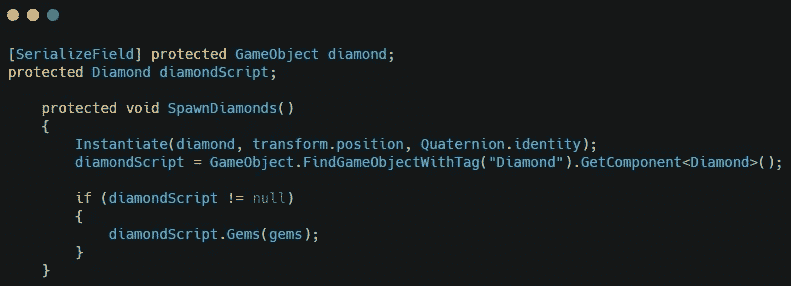 [SerializeField] protected GameObject diamond;
protected Diamond diamondScript;
protected void SpawnDiamonds()
{
Instantiate(diamond, transform.position, Quaternion.identity);
diamondScript = GameObject.FindGameObjectWithTag("Diamond").GetComponent<Diamond>();
if (diamondScript != null)
{
diamondScript.Gems(gems);
}
}